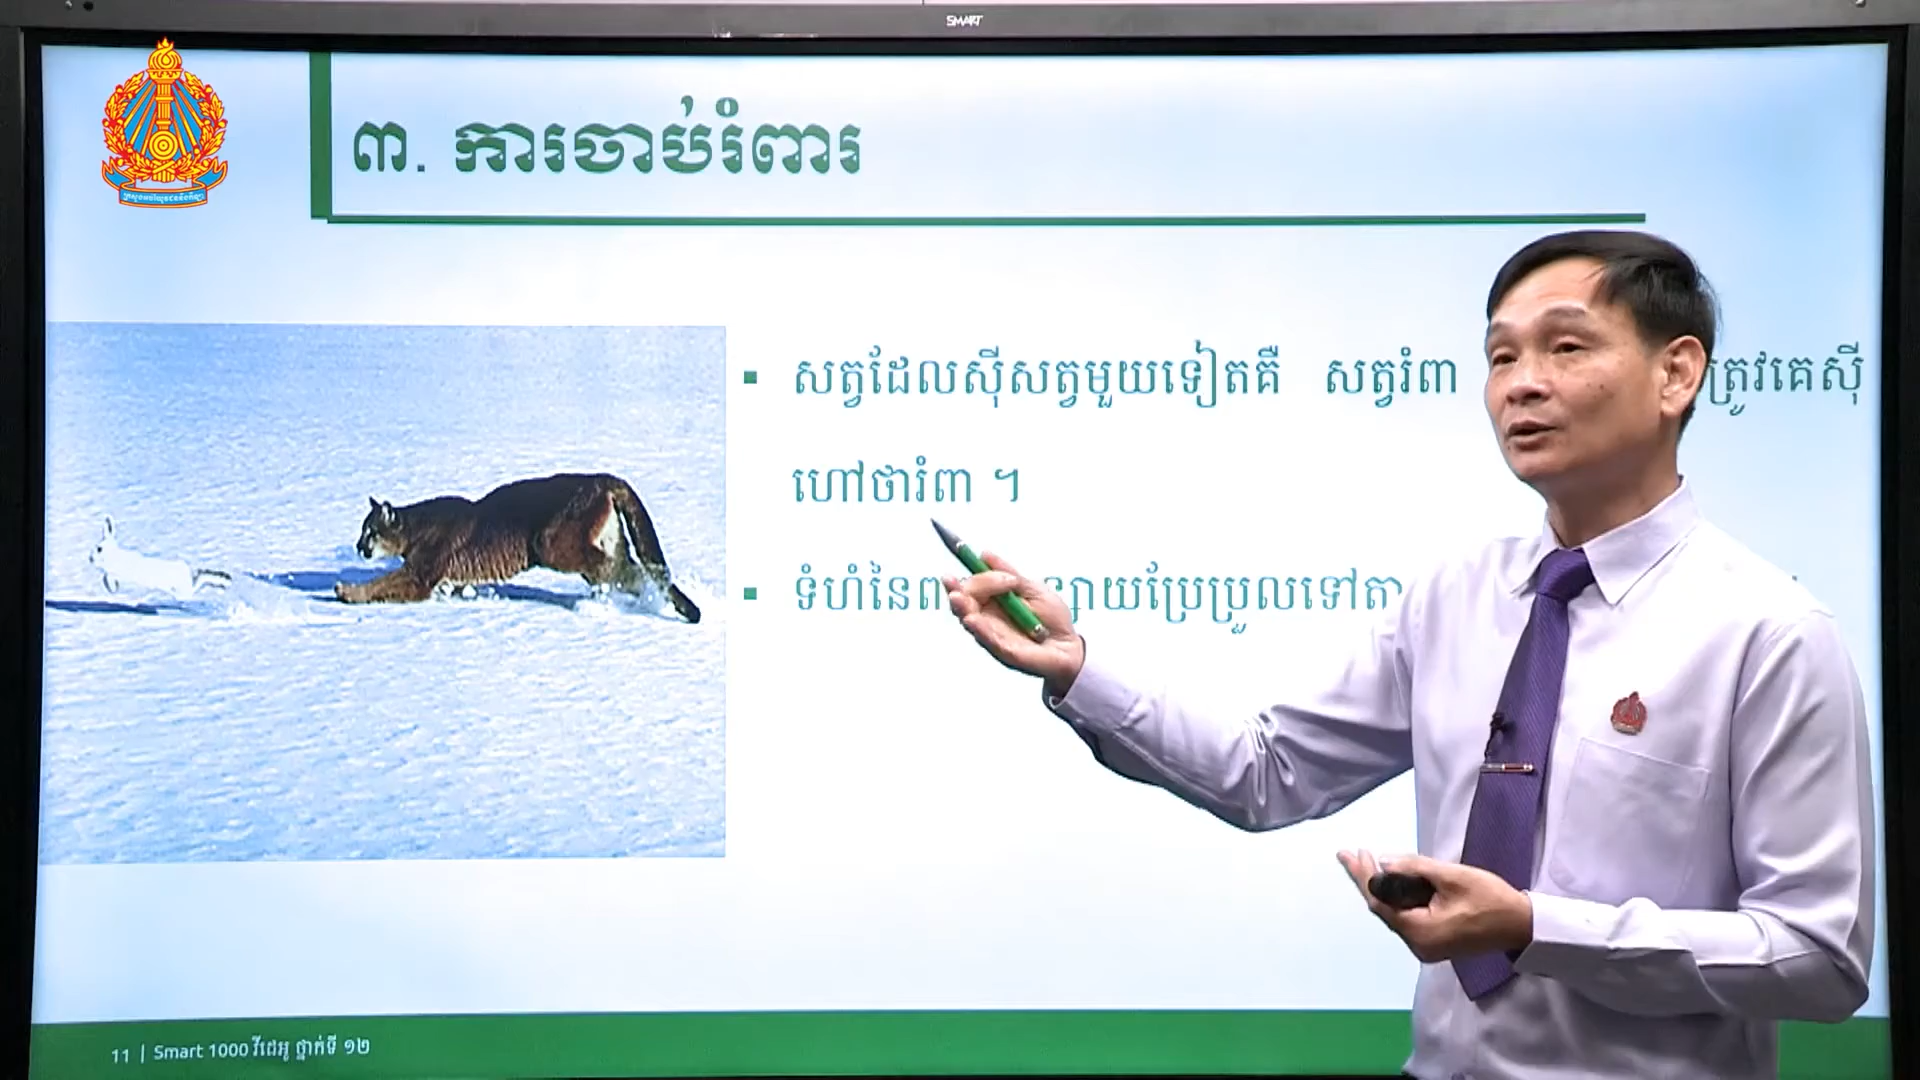 SMART
៣. ការចាប់រំពារ
▪ សត្វដែលស៊ីសត្វមួយទៀតគឺ សត្វរំពា ត្រូវគេស៊ី
ហៅថារំពា ។
▪ ទំហំនៃ ប្រែប្រួលទៅតា
11 | Smart 1000 វីដេអូ ថ្នាក់ទី ១២